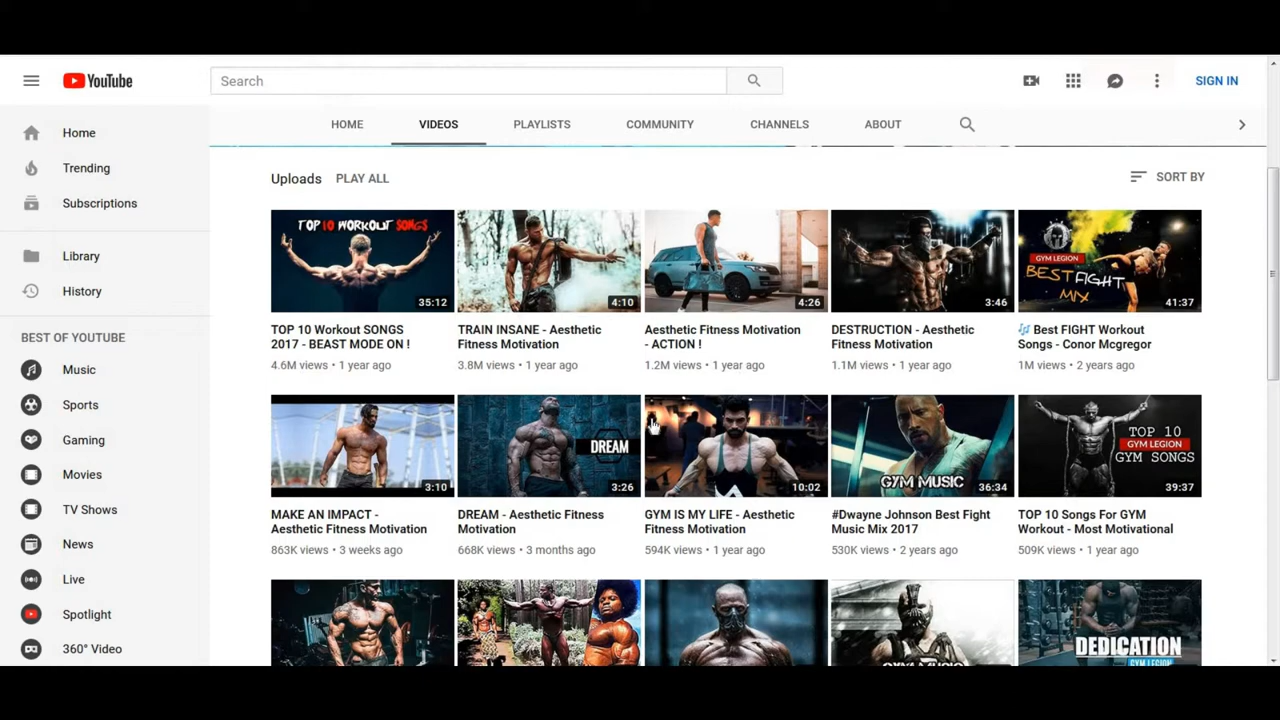 YouTube
Search
SIGN IN
HOME
VIDEOS
PLAYLISTS
COMMUNITY
CHANNELS
ABOUT
Home
Trending
Subscriptions
Library
History
BEST OF YOUTUBE
Music
Sports
Gaming
Movies
TV Shows
News
Live
Spotlight
360° Video
Uploads
PLAY ALL
SORT BY
TOP 10 WORKOUT SONGS
35:12
4:10
4:26
3:46
GYM LEGION
BEST FIGHT
MIX
41:37
TOP 10 Workout SONGS
2017 - BEAST MODE ON !
4.6M views • 1 year ago
TRAIN INSANE - Aesthetic
Fitness Motivation
3.8M views • 1 year ago
Aesthetic Fitness Motivation
- ACTION !
1.2M views • 1 year ago
DESTRUCTION - Aesthetic
Fitness Motivation
1.1M views • 1 year ago
🎶 Best FIGHT Workout
Songs - Conor Mcgregor
1M views • 2 years ago
3:10
DREAM
3:26
10:02
GYM MUSIC
36:34
TOP 10
GYM LEGION
GYM SONGS
39:37
MAKE AN IMPACT -
Aesthetic Fitness Motivation
863K views • 3 weeks ago
DREAM - Aesthetic Fitness
Motivation
668K views • 3 months ago
GYM IS MY LIFE - Aesthetic
Fitness Motivation
594K views • 1 year ago
#Dwayne Johnson Best Fight
Music Mix 2017
530K views • 2 years ago
TOP 10 Songs For GYM
Workout - Most Motivational
509K views • 1 year ago
GYM MUSIC
DEDICATION
GYM LEGION